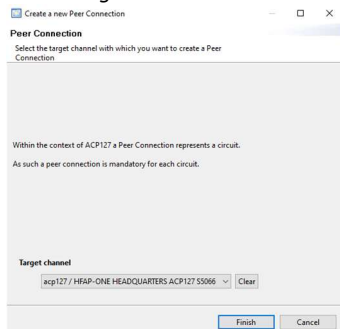 Create a new Peer Connection
Peer Connection
Select the target channel with which you want to create a Peer
Connection
Within the context of ACP127 a Peer Connection represents a circuit.
As such a peer connection is mandatory for each circuit.
Target channel
acp127 / HFAP-ONE HEADQUARTERS ACP127 S5066
Clear
Finish
Cancel